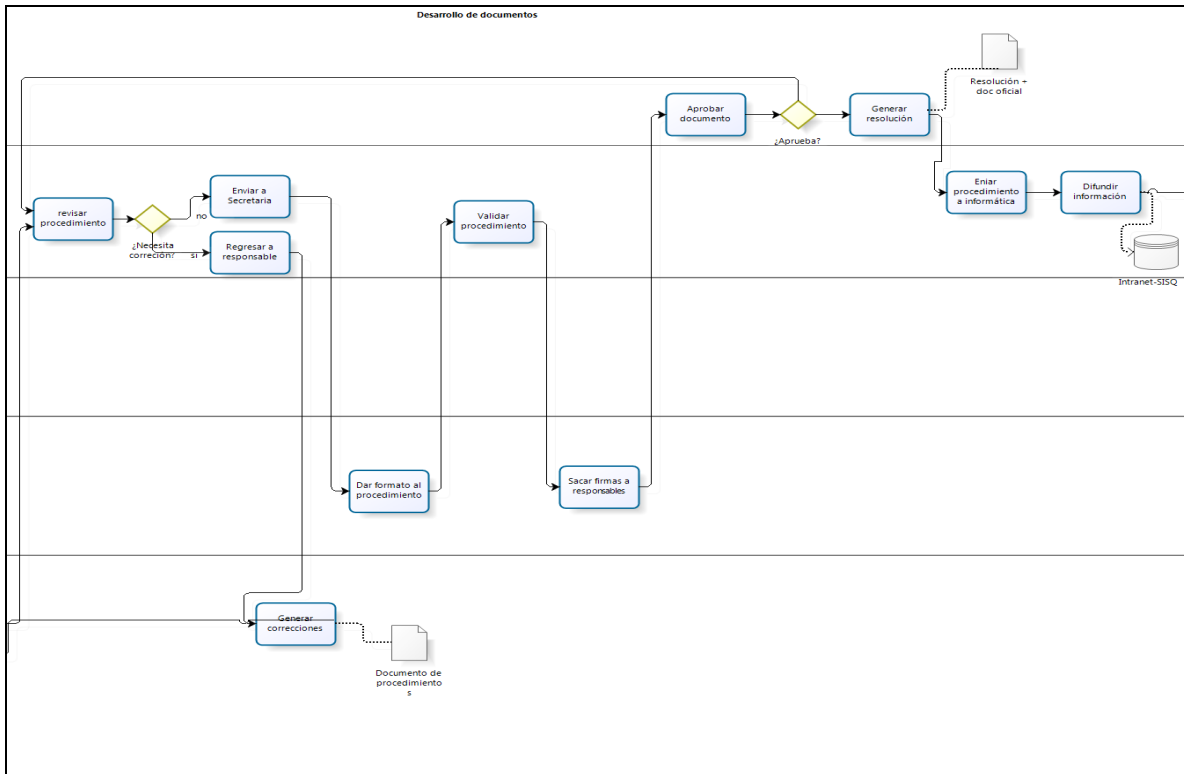 Desarrollo de documentos
Resolución +
doc oficial
Aprobar
documento
¿Aprueba?
Generar
resolución
revisar
procedimiento
¿Necesita
correción?
no
si
Enviar a
Secretaria
Regresar a
responsable
Validar
procedimiento
Eniar
procedimiento
a informática
Difundir
información
Intranet-SISQ
Dar formato al
procedimiento
Sacar firmas a
responsables
Generar
correcciones
Documento de
procedimiento
s